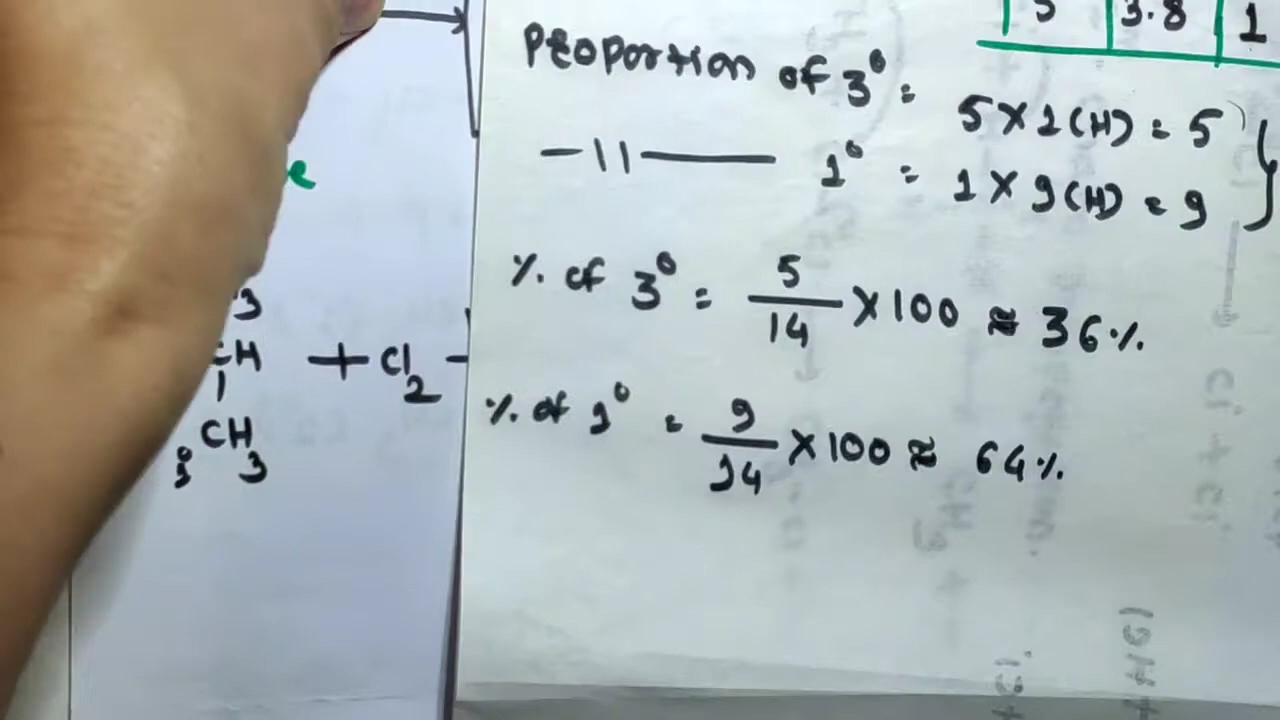 5 | 3.8 | 1
Proportion of 3° = 5 X 1(H) = 5
—11— 1° = 1 X 9(H) = 9
% of 3° = 5/14 X 100 ≈ 36%
% of 1° = 9/14 X 100 ≈ 64%
e
3
CH + Cl2
CH3